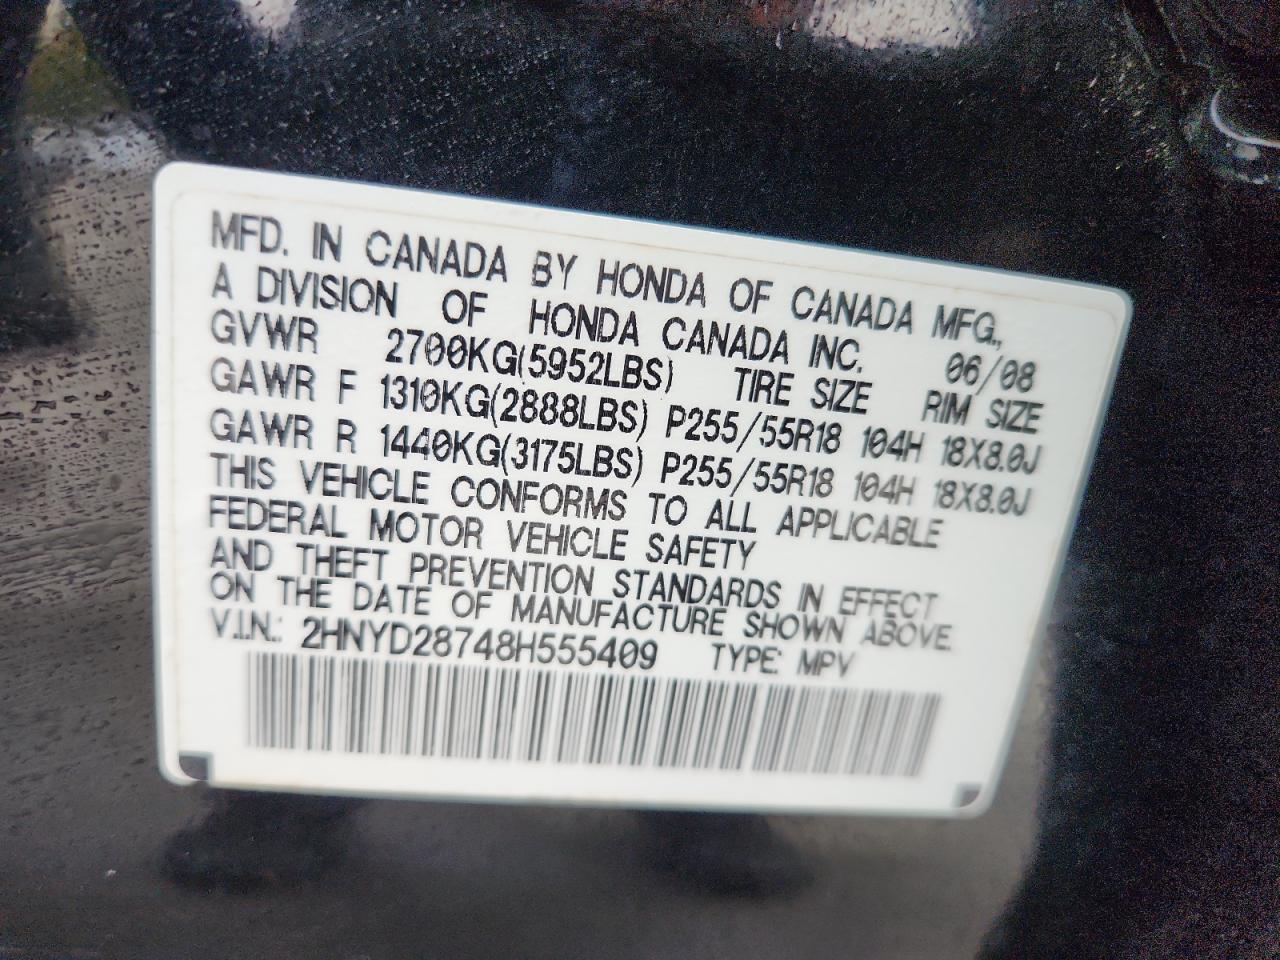 MFD. IN CANADA BY HONDA OF CANADA MFG.,
A DIVISION OF HONDA CANADA INC. 06/08
GVWR 2700KG(5952LBS) TIRE SIZE RIM SIZE
GAWR F 1310KG(2888LBS) P255/55R18 104H 18X8.0J
GAWR R 1440KG(3175LBS) P255/55R18 104H 18X8.0J
THIS VEHICLE CONFORMS TO ALL APPLICABLE
FEDERAL MOTOR VEHICLE SAFETY
AND THEFT PREVENTION STANDARDS IN EFFECT
ON THE DATE OF MANUFACTURE SHOWN ABOVE.
V.I.N.: 2HNYD28748H555409 TYPE: MPV